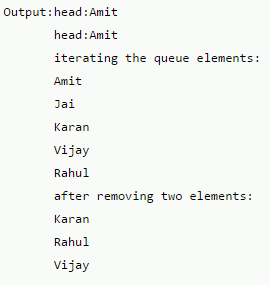 Output:head:Amit
head:Amit
iterating the queue elements:
Amit
Jai
Karan
Vijay
Rahul
after removing two elements:
Karan
Rahul
Vijay